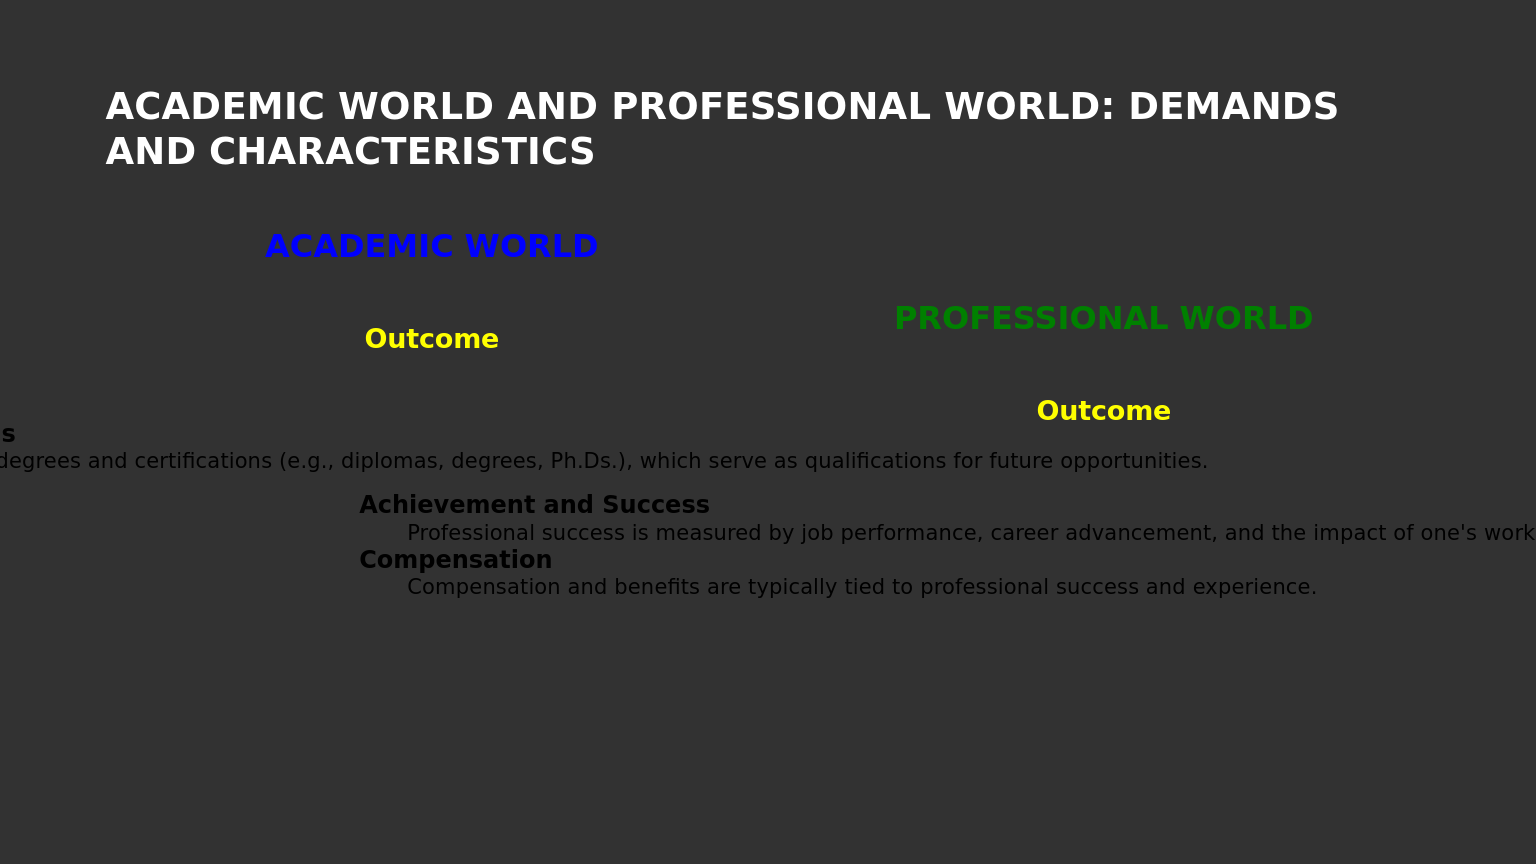 ACADEMIC WORLD AND PROFESSIONAL WORLD: DEMANDS
AND CHARACTERISTICS
ACADEMIC WORLD
Outcome
s
degrees and certifications (e.g., diplomas, degrees, Ph.Ds.), which serve as qualifications for future opportunities.
PROFESSIONAL WORLD
Outcome
Achievement and Success
Professional success is measured by job performance, career advancement, and the impact of one's work
Compensation
Compensation and benefits are typically tied to professional success and experience.